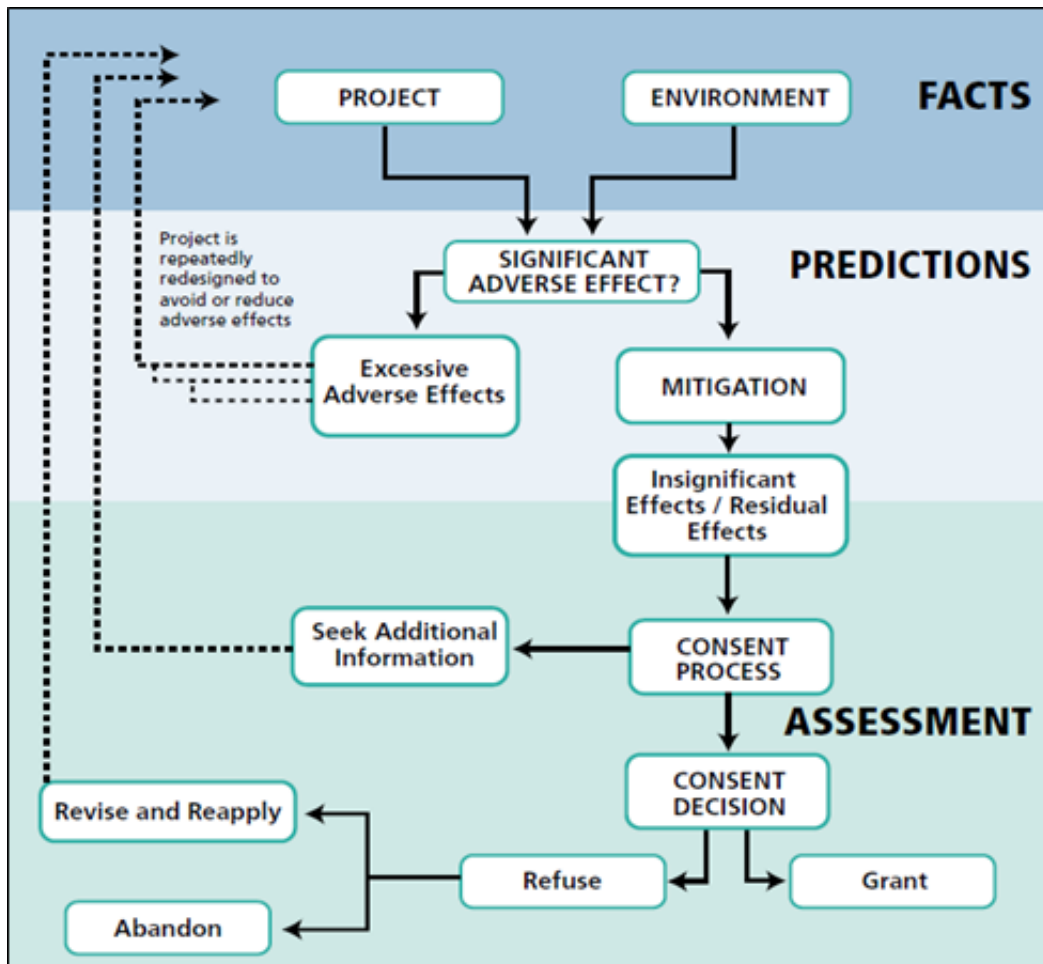 PROJECT
ENVIRONMENT
FACTS
Project is
repeatedly
redesigned to
avoid or reduce
adverse effects
SIGNIFICANT
ADVERSE EFFECT?
PREDICTIONS
Excessive
Adverse Effects
MITIGATION
Insignificant
Effects / Residual
Effects
Seek Additional
Information
CONSENT
PROCESS
ASSESSMENT
CONSENT
DECISION
Revise and Reapply
Refuse
Grant
Abandon